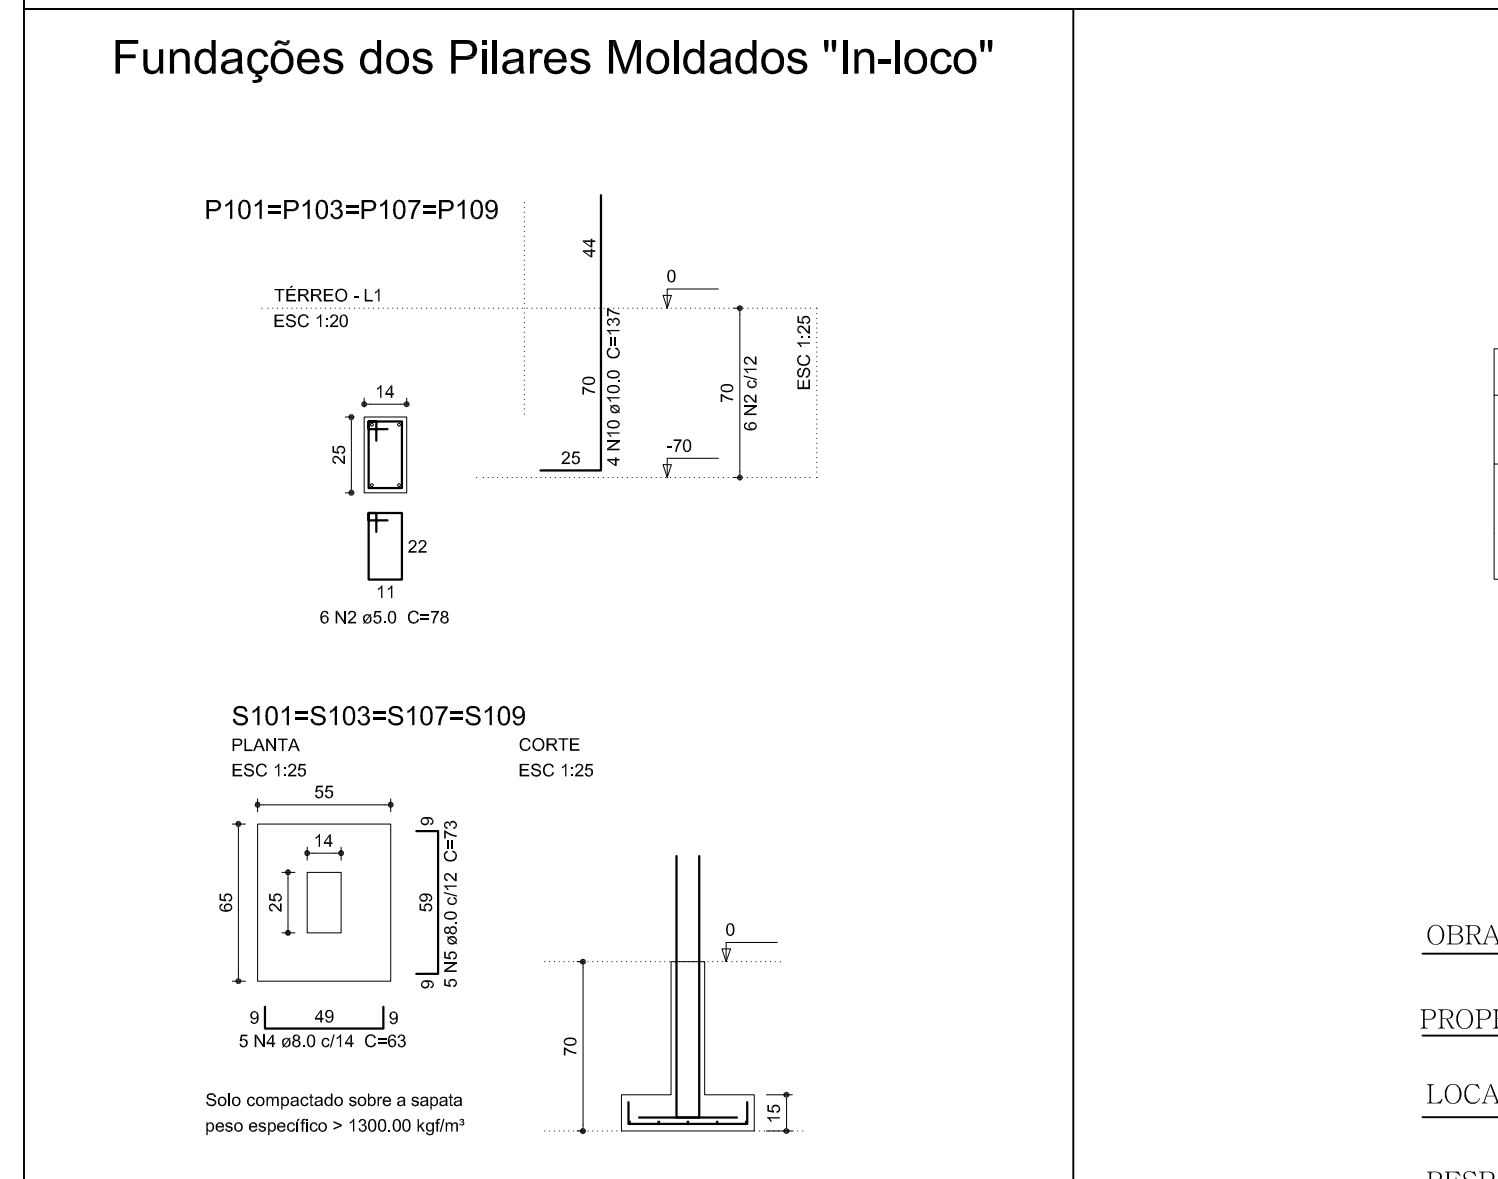 Fundações dos Pilares Moldados "In-loco"
P101=P103=P107=P109
TÉRREO - L1
ESC 1:20
44
70
25
4 N10 ø10.0 C=137
0
-70
70
6 N2 c/12
ESC 1:25
14
25
22
11
6 N2 ø5.0 C=78
S101=S103=S107=S109
PLANTA
ESC 1:25
55
65
14
25
9
59
9
5 N5 ø8.0 c/12 C=73
9 49 9
5 N4 ø8.0 c/14 C=63
Solo compactado sobre a sapata
peso específico > 1300.00 kgf/m³
CORTE
ESC 1:25
0
70
15
OBRA
PROPR
LOCA